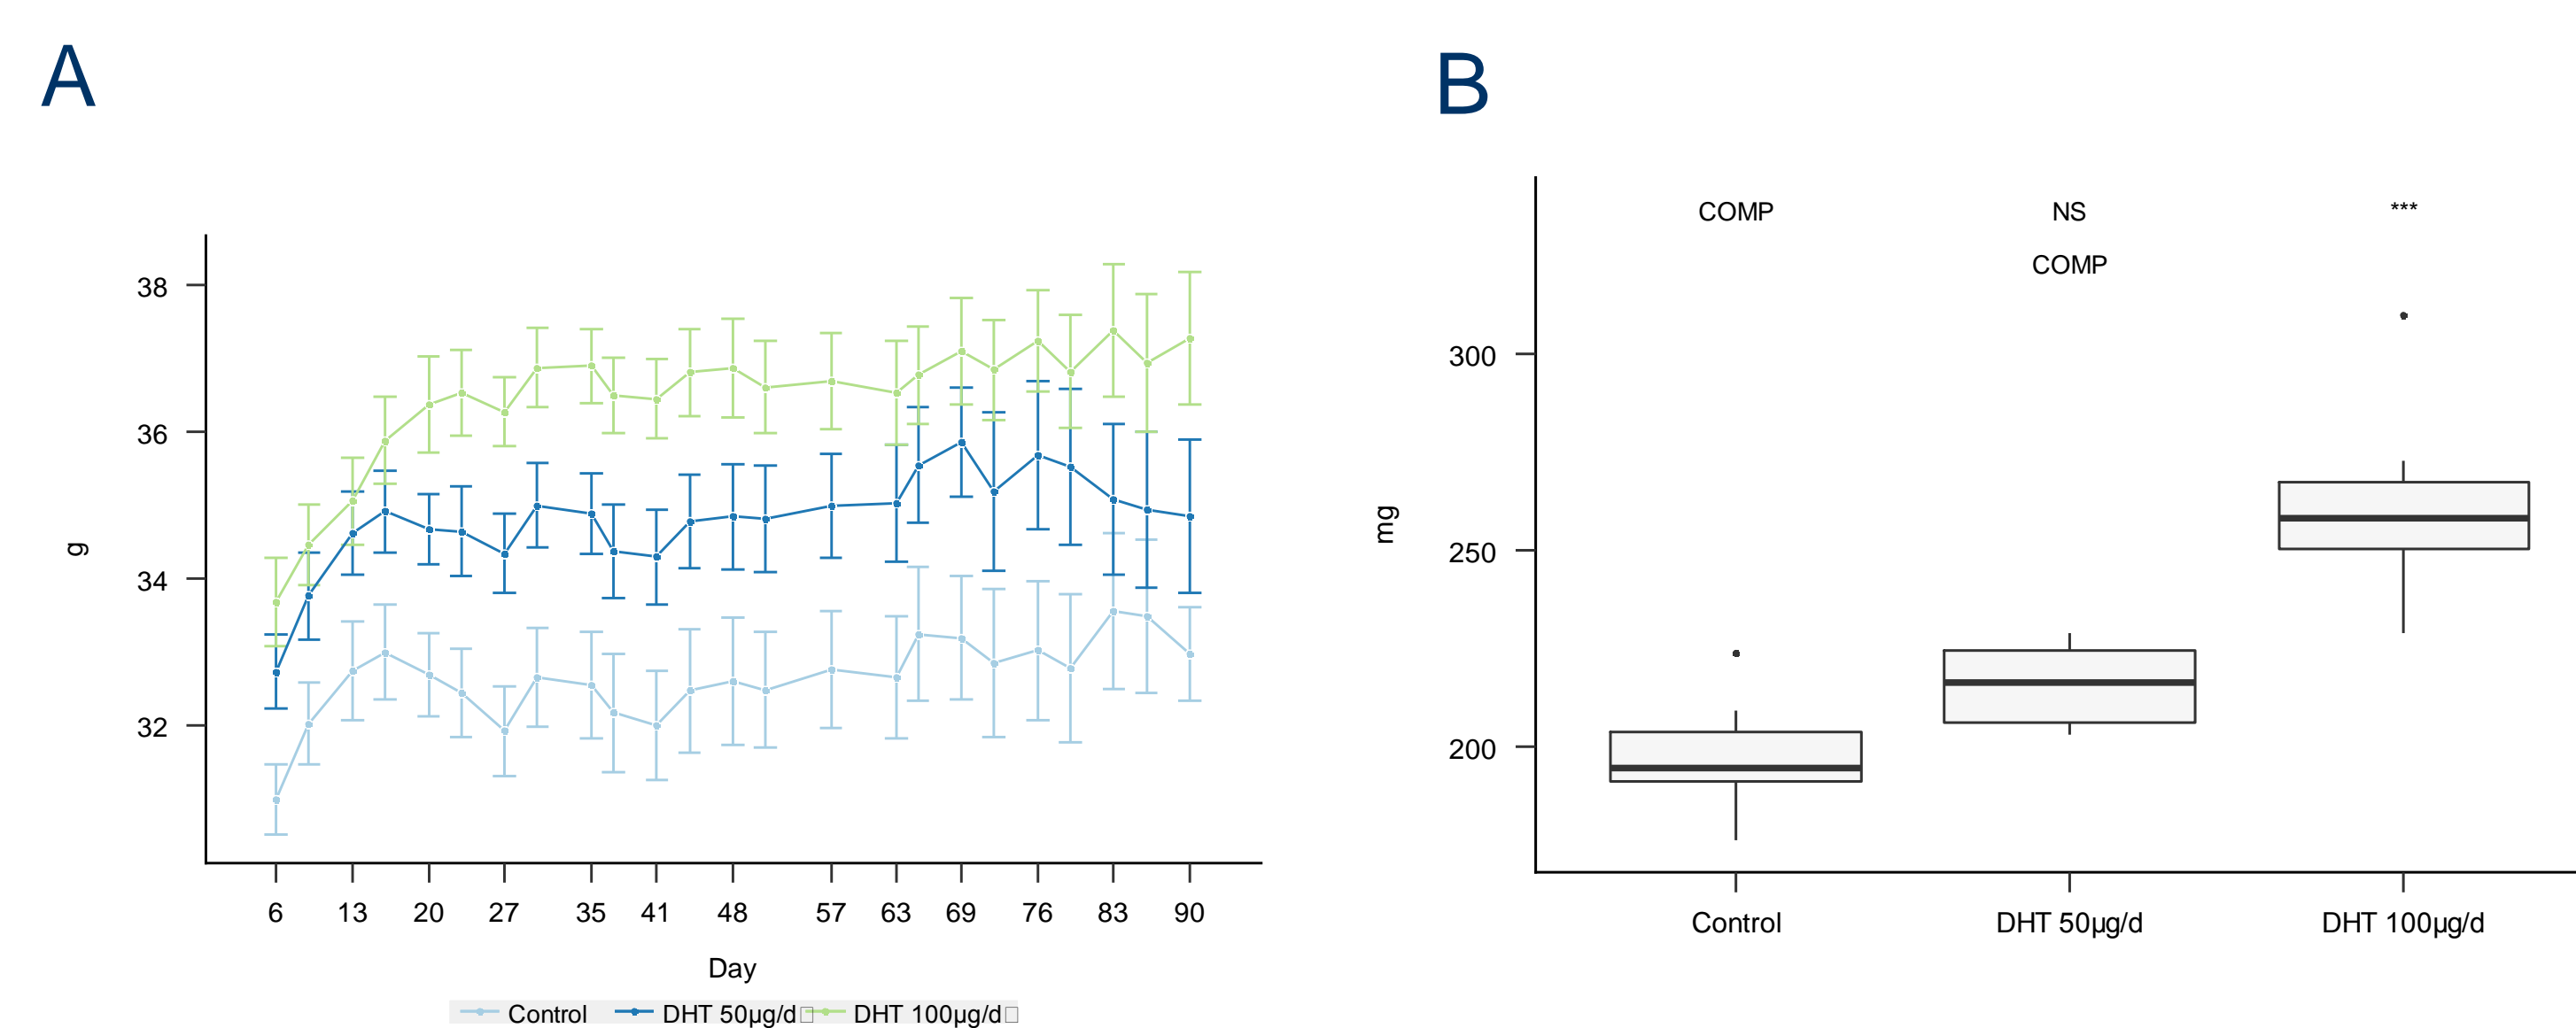 A
38
36
34
32
g
6 13 20 27 35 41 48 57 63 69 76 83 90
Day
Control DHT 50µg/d DHT 100µg/d
B
COMP NS ***
COMP
300
250
200
mg
Control DHT 50µg/d DHT 100µg/d